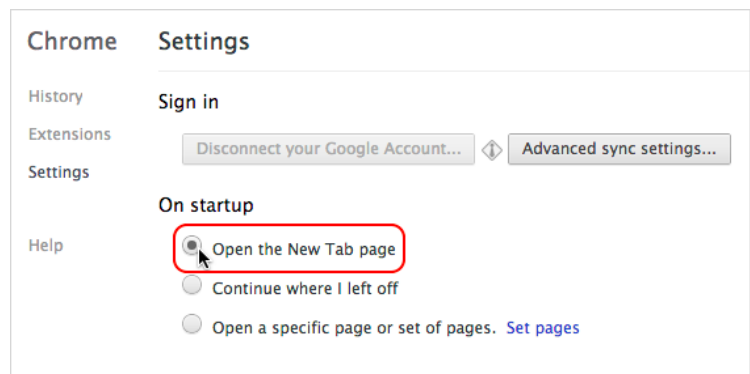 Chrome
Settings
History
Extensions
Settings
Help
Sign in
Disconnect your Google Account...
Advanced sync settings...
On startup
Open the New Tab page
Continue where I left off
Open a specific page or set of pages. Set pages